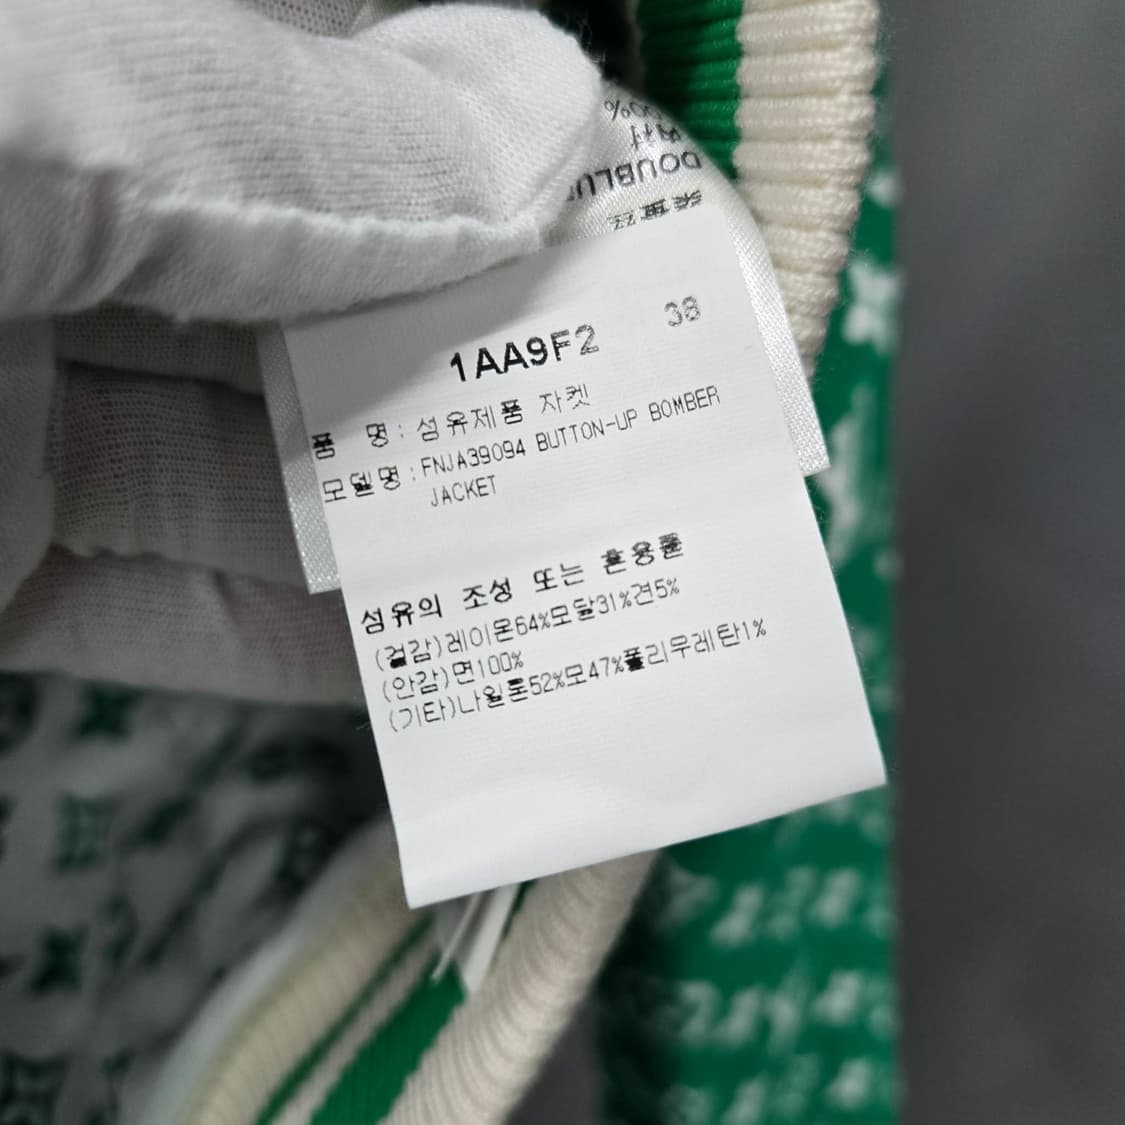 %00
DOUBLU
38
1AA9F2
품 명 : 섬유제품 자켓
모델명 : FNJA39094 BUTTON-UP BOMBER
JACKET
섬유의 조성 또는 혼용률
(겉감)레이온64%모달31%견5%
(안감)면100%
(기타)나일론52%모47%폴리우레탄1%